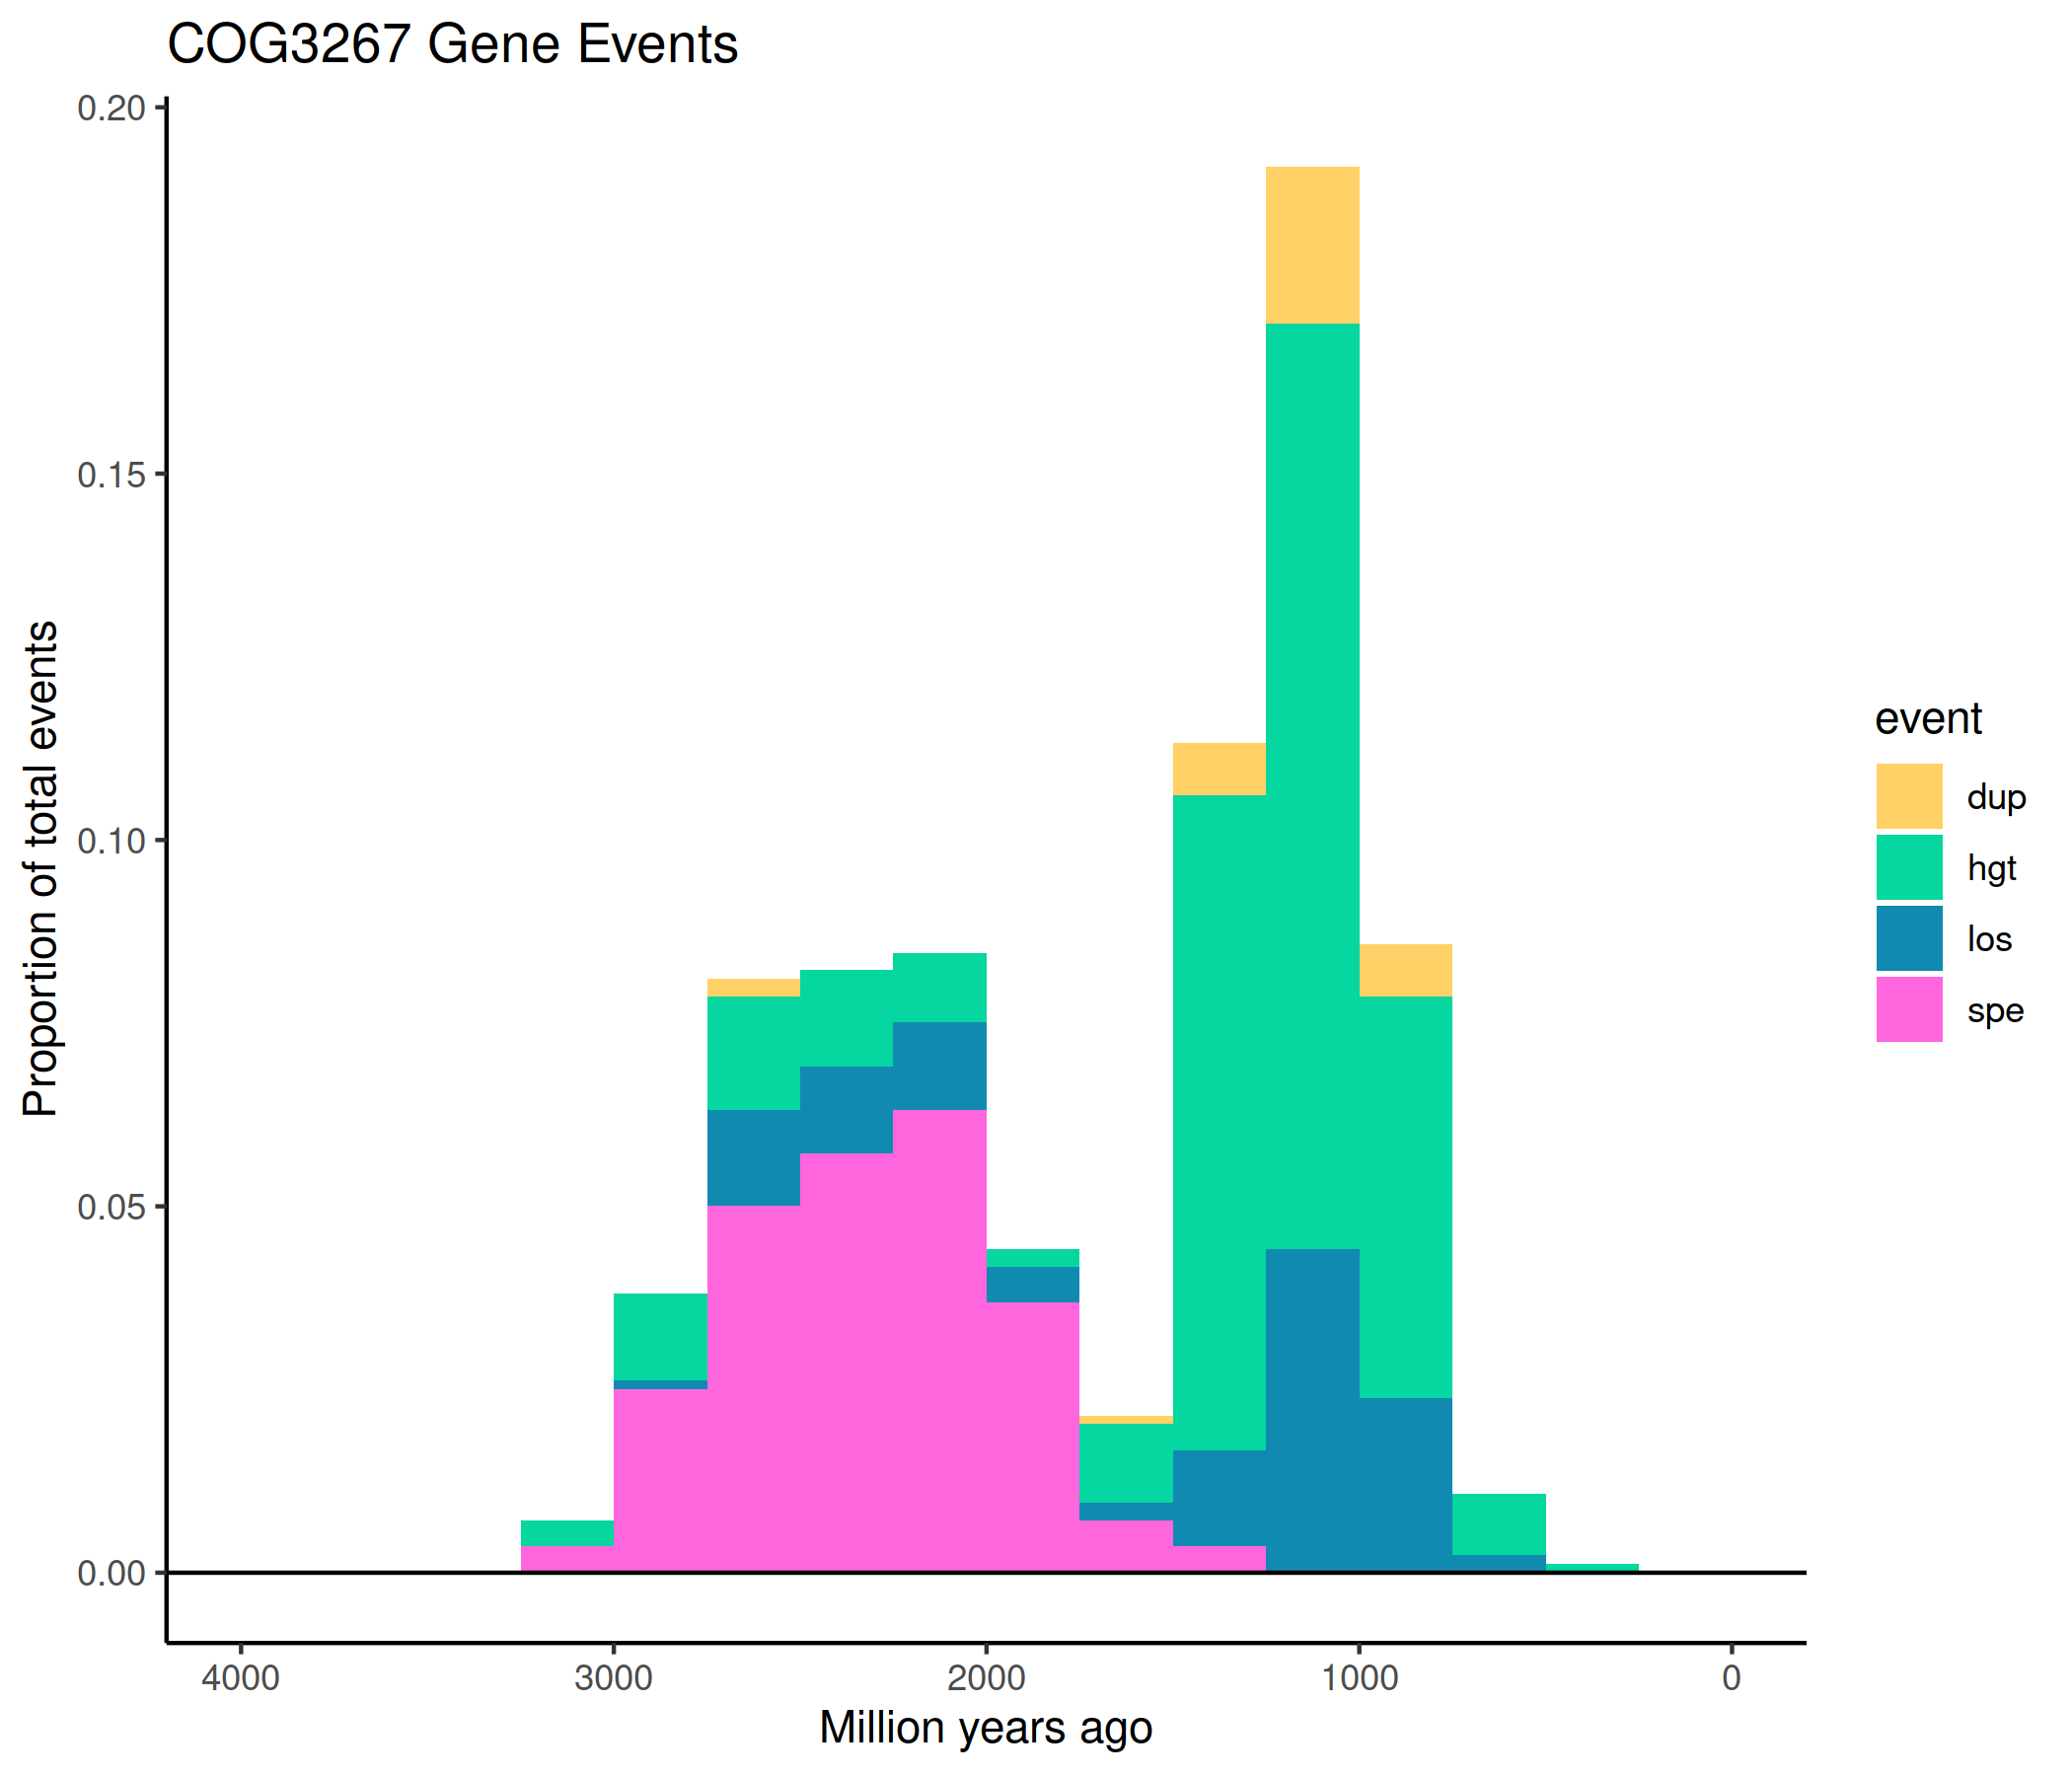 COG3267 Gene Events
Proportion of total events
0.20
0.15
0.10
0.05
0.00
4000
3000
2000
1000
0
Million years ago
event
dup
hgt
los
spe